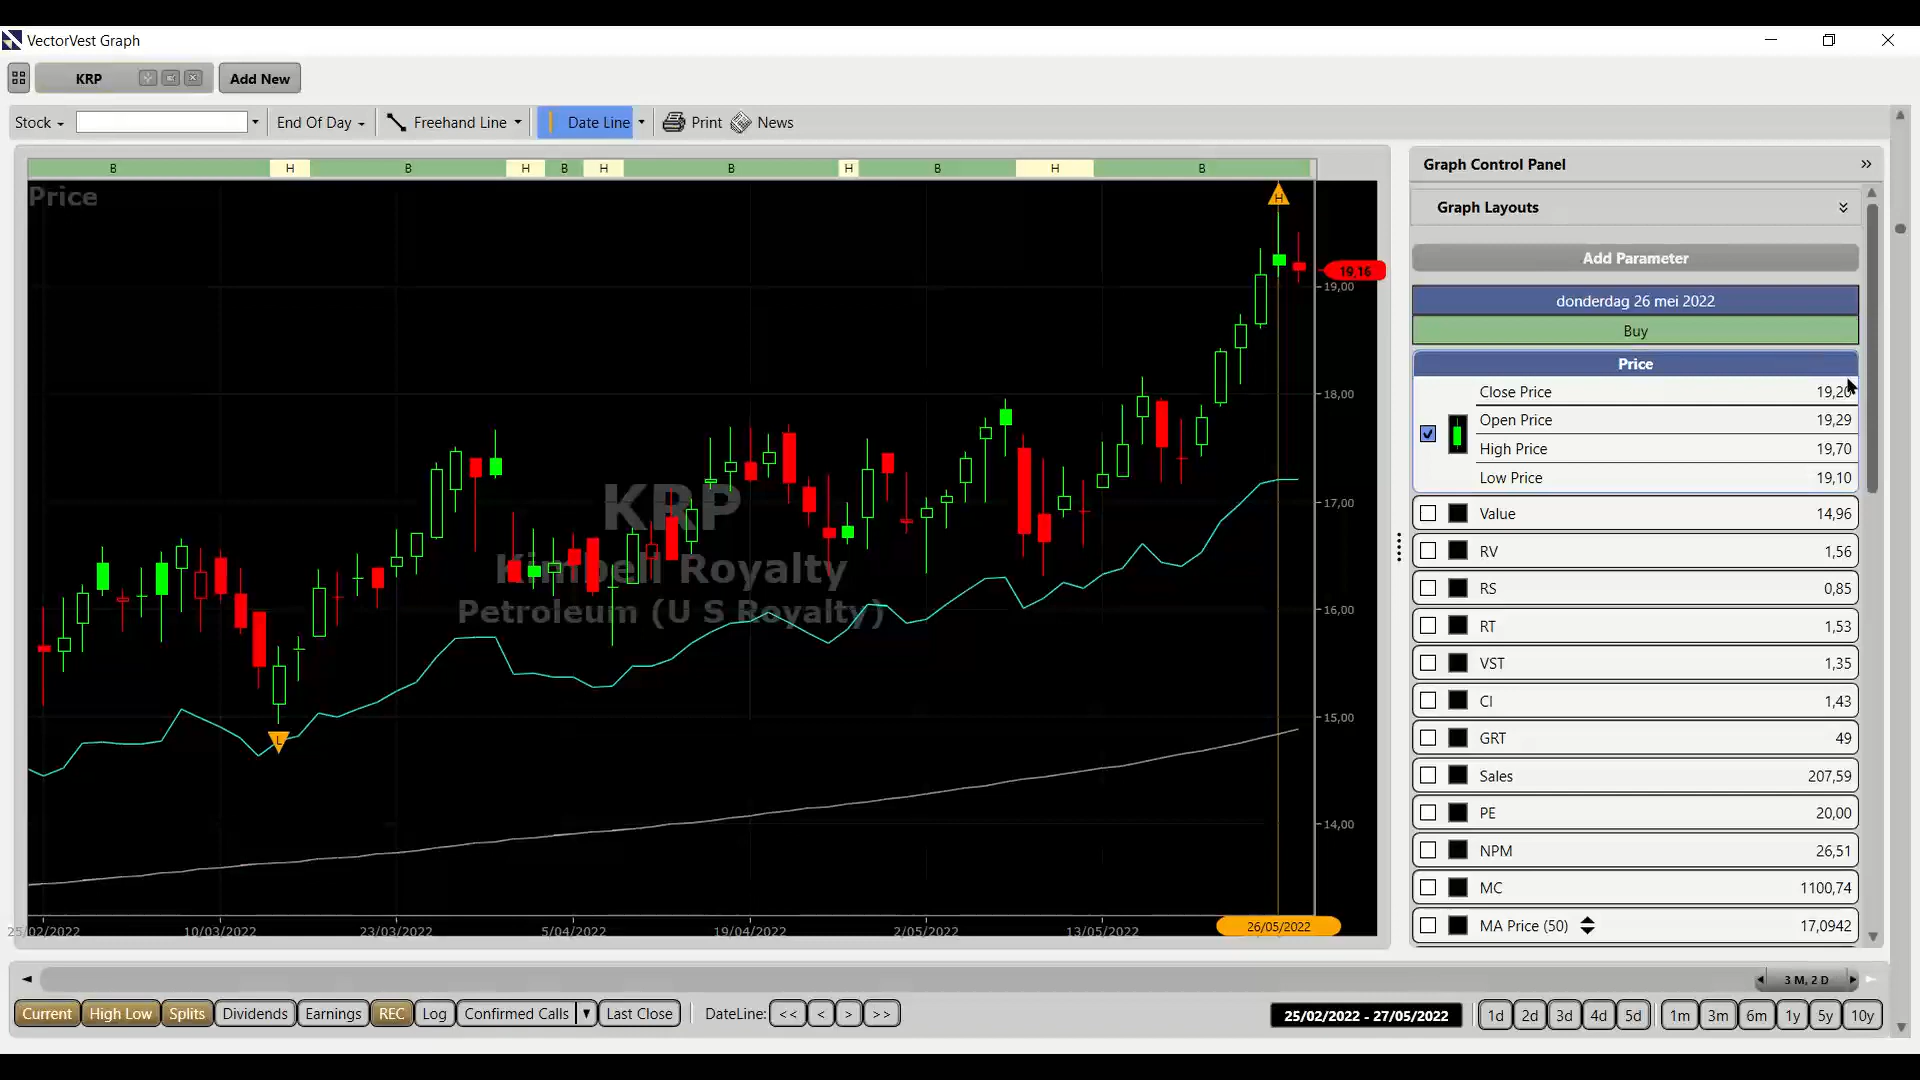 VectorVest Graph
KRP
Add New
Stock
End Of Day
Freehand Line
Date Line
Print
News
B H B H B H B H B H B
Price
H
19,16
19,00
18,00
17,00
16,00
15,00
14,00
KRP
Kimbell Royalty
Petroleum (U S Royalty)
L
25/02/2022 10/03/2022 23/03/2022 5/04/2022 19/04/2022 2/05/2022 13/05/2022 26/05/2022
Graph Control Panel
Graph Layouts
Add Parameter
donderdag 26 mei 2022
Buy
Price
Close Price 19,20
Open Price 19,29
High Price 19,70
Low Price 19,10
Value 14,96
RV 1,56
RS 0,85
RT 1,53
VST 1,35
CI 1,43
GRT 49
Sales 207,59
PE 20,00
NPM 26,51
MC 1100,74
MA Price (50) 17,0942
3 M, 2 D
Current High Low Splits Dividends Earnings REC Log Confirmed Calls Last Close DateLine: << < > >> 25/02/2022 - 27/05/2022 1d 2d 3d 4d 5d 1m 3m 6m 1y 5y 10y